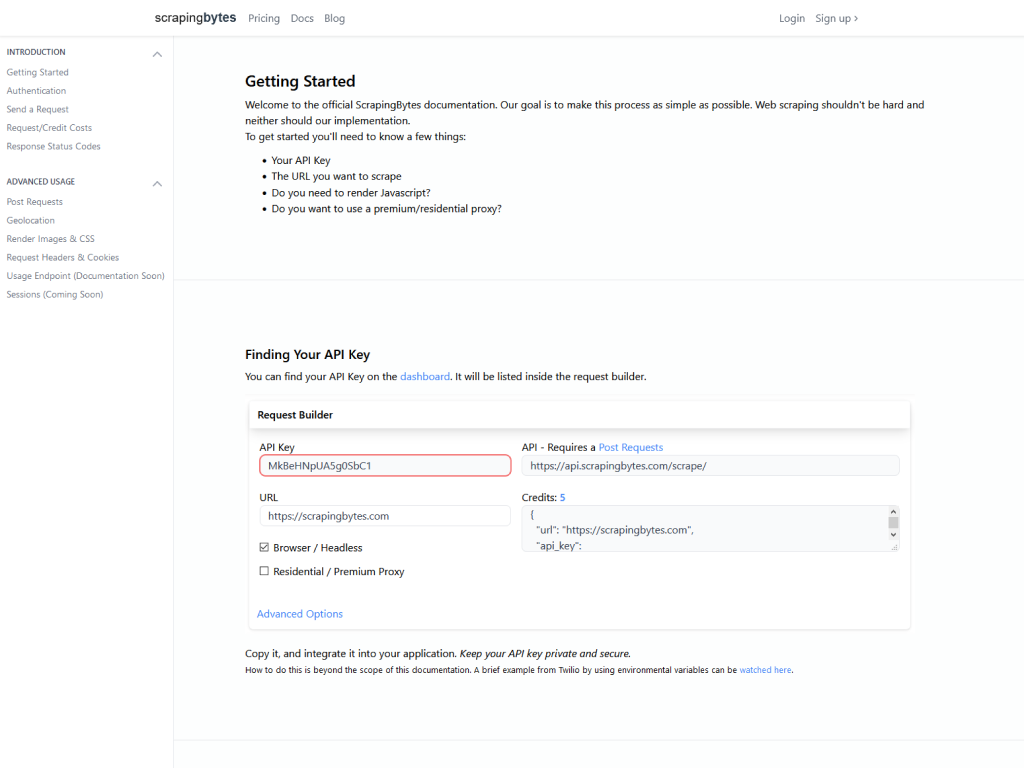 scrapingbytes Pricing Docs Blog Login Sign up ›
INTRODUCTION
Getting Started
Authentication
Send a Request
Request/Credit Costs
Response Status Codes
ADVANCED USAGE
Post Requests
Geolocation
Render Images & CSS
Request Headers & Cookies
Usage Endpoint (Documentation Soon)
Sessions (Coming Soon)
Getting Started
Welcome to the official ScrapingBytes documentation. Our goal is to make this process as simple as possible. Web scraping shouldn't be hard and
neither should our implementation.
To get started you'll need to know a few things:
• Your API Key
• The URL you want to scrape
• Do you need to render Javascript?
• Do you want to use a premium/residential proxy?
Finding Your API Key
You can find your API Key on the dashboard. It will be listed inside the request builder.
Request Builder
API Key
MkBeHNpUA5g0SbC1
API - Requires a Post Requests
https://api.scrapingbytes.com/scrape/
URL
https://scrapingbytes.com
Credits: 5
{
"url": "https://scrapingbytes.com",
"api_key":
Browser / Headless
Residential / Premium Proxy
Advanced Options
Copy it, and integrate it into your application. Keep your API key private and secure.
How to do this is beyond the scope of this documentation. A brief example from Twilio by using environmental variables can be watched here.